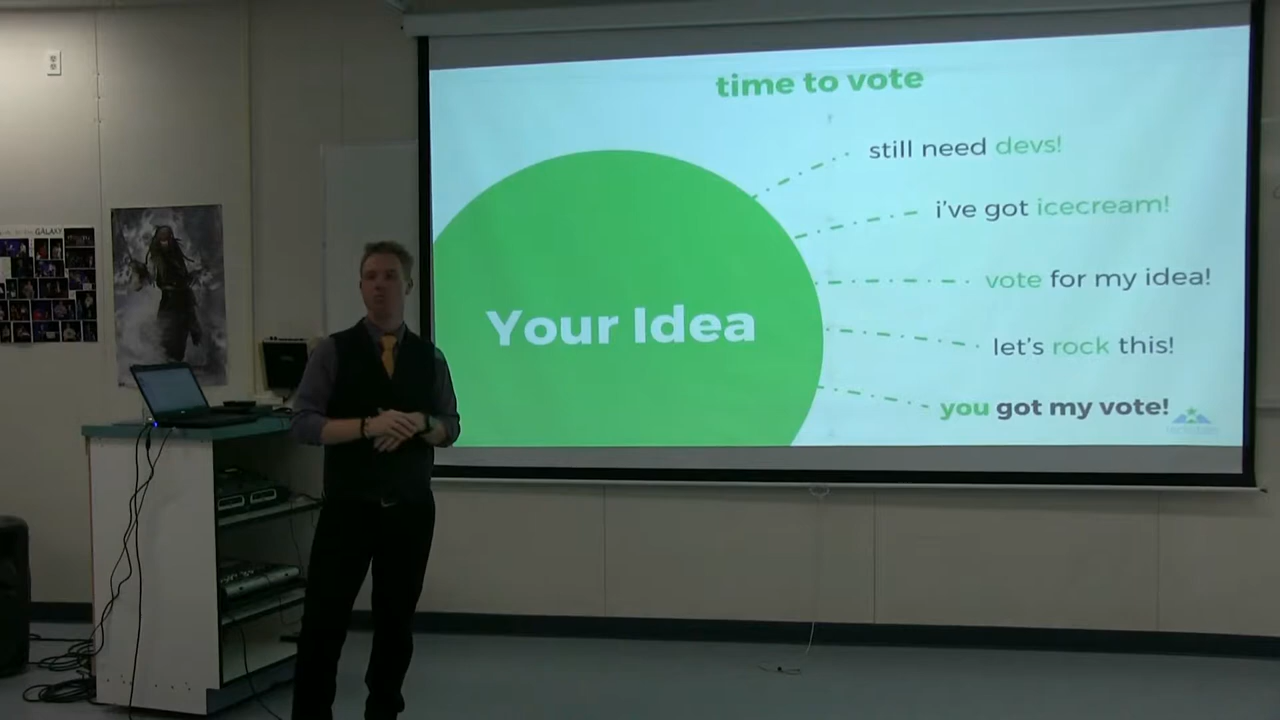 time to vote
still need devs!
i've got icecream!
vote for my idea!
Your Idea
let's rock this!
you got my vote!
GALAXY